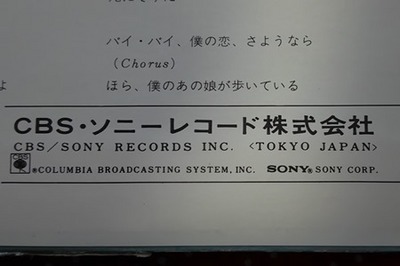 バイ・バイ、僕の恋、さようなら
(Chorus)
よ
ほら、僕のあの娘が歩いている
CBS・ソニーレコード株式会社
CBS/SONY RECORDS INC. <TOKYO JAPAN>
CBS ®COLUMBIA BROADCASTING SYSTEM, INC. SONY® SONY CORP.